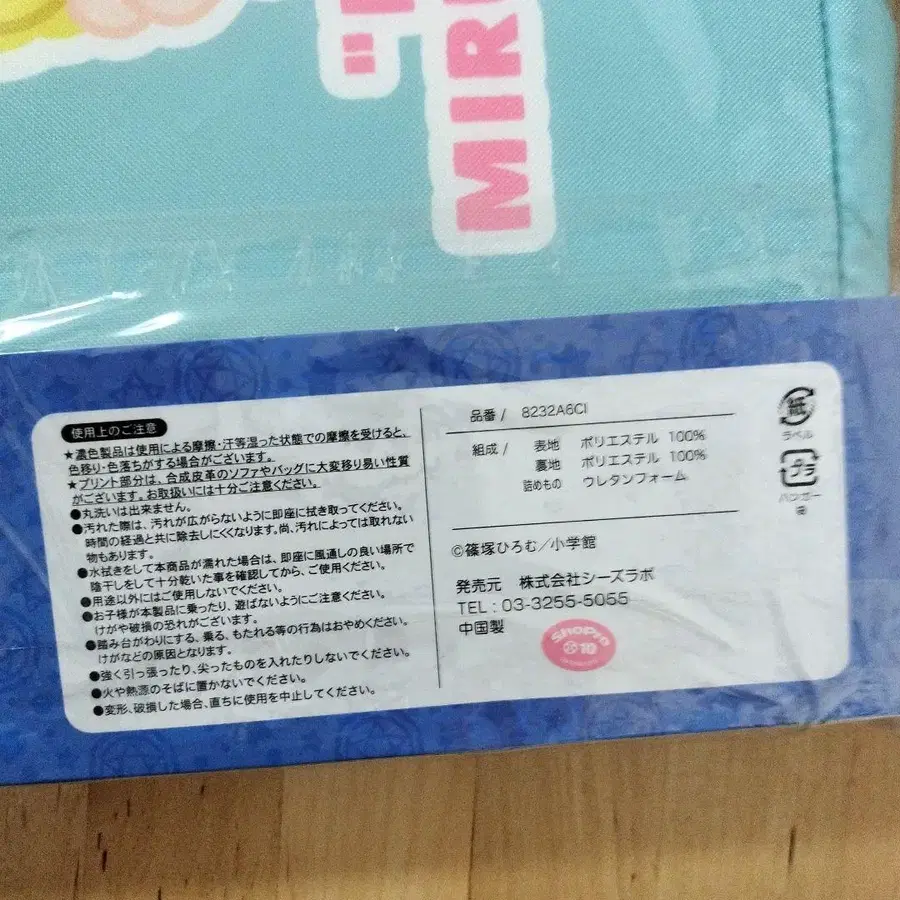 MIR
使用上のご注意
★濃色製品は使用による摩擦・汗等湿った状態での摩擦を受けると、
色移り・色落ちがする場合がございます。
★プリント部分は、合成皮革のソファやバッグに大変移り易い性質
がございます。お取扱いには十分ご注意ください。
●丸洗いは出来ません。
●汚れた際は、汚れが広がらないように即座に拭き取ってください。
時間の経過と共に除去しにくくなります。尚、汚れによっては取れない
物もあります。
●水拭きをして本商品が濡れた場合は、即座に風通しの良い場所で
陰干しをして十分乾いた事を確認してから、ご使用ください。
●用途以外にはご使用しないでください。
●お子様が本製品に乗ったり、遊ばないようにご注意ください。
けがや破損の恐れがございます。
●踏み台がわりにする、乗る、もたれる等の行為はおやめください。
けがなどの原因となります。
●強く引っ張ったり、尖ったものを入れたりしないでください。
●火や熱源のそばに置かないでください。
●変形、破損した場合、直ちに使用を中止してください。
品番 / 8232A6CI
組成 / 表地 ポリエステル 100%
裏地 ポリエステル 100%
詰めもの ウレタンフォーム
©篠塚ひろむ／小学館
発売元 株式会社シーズラボ
TEL : 03-3255-5055
中国製
ShoPro
10
紙
ラベル
プラ
ハンガー
袋